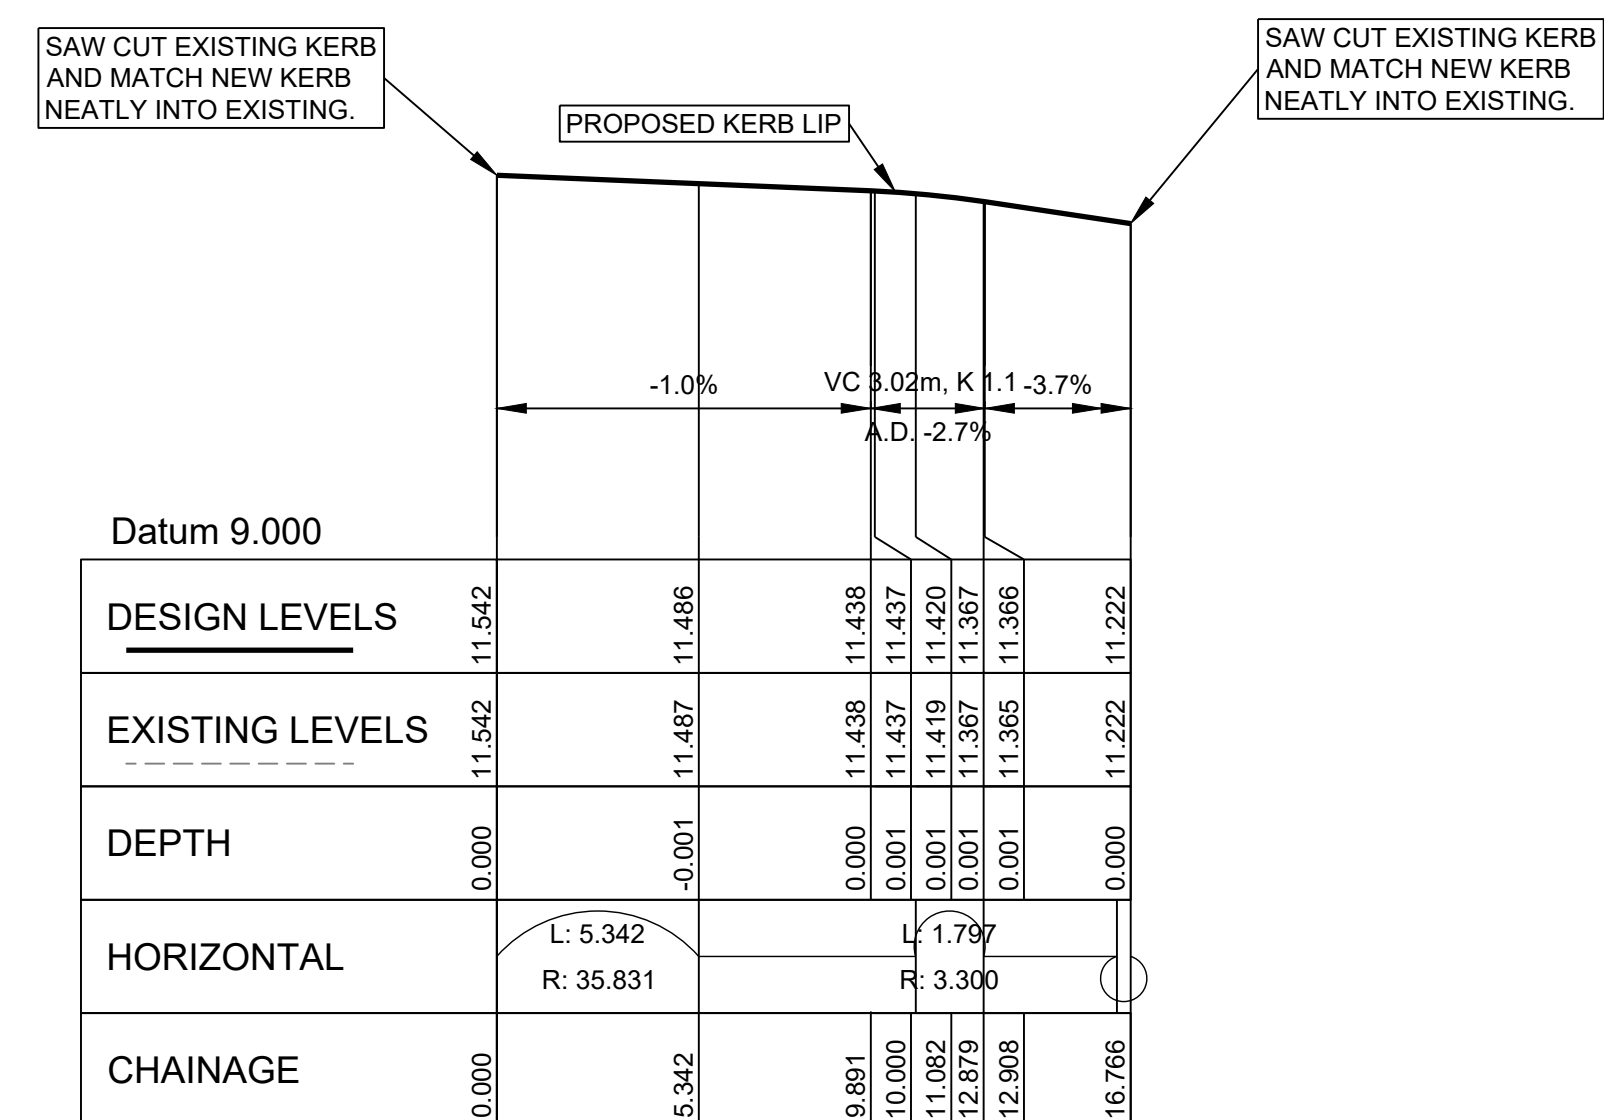 SAW CUT EXISTING KERB
AND MATCH NEW KERB
NEATLY INTO EXISTING.
SAW CUT EXISTING KERB
AND MATCH NEW KERB
NEATLY INTO EXISTING.
PROPOSED KERB LIP
-1.0%
VC 3.02m, K 1.1
-3.7%
A.D. -2.7%
Datum 9.000
DESIGN LEVELS
11.542
11.486
11.438
11.437
11.420
11.367
11.366
11.222
EXISTING LEVELS
11.542
11.487
11.438
11.437
11.419
11.367
11.365
11.222
DEPTH
0.000
-0.001
0.000
0.001
0.001
0.001
0.001
0.000
HORIZONTAL
L: 5.342
R: 35.831
L: 1.797
R: 3.300
CHAINAGE
0.000
5.342
9.891
10.000
11.082
12.879
12.908
16.766